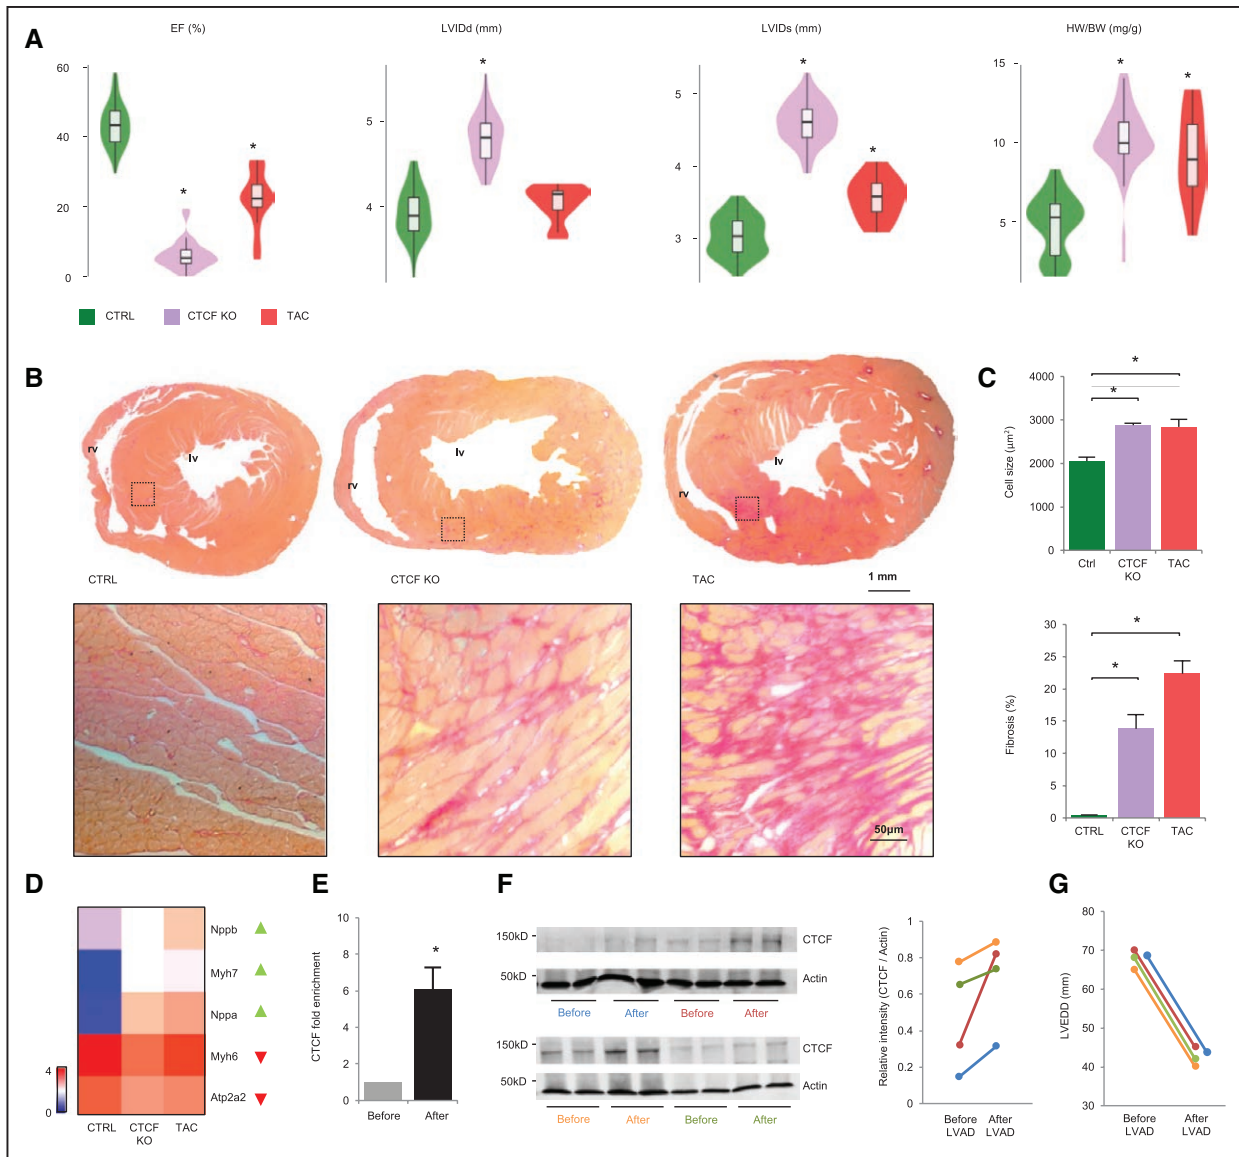 A
EF (%)
LVIDd (mm)
LVIDs (mm)
HW/BW (mg/g)
60
40
20
0
*
*
5
4
*
5
4
3
*
*
15
10
5
*
*
CTRL
CTCF KO
TAC
B
rv
lv
rv
lv
rv
lv
CTRL
CTCF KO
TAC
1 mm
50μm
C
Cell size (μm²)
4000
3000
2000
1000
0
*
*
Ctrl
CTCF
KO
TAC
Fibrosis (%)
30
25
20
15
10
5
0
*
*
CTRL
CTCF
KO
TAC
D
Nppb
Myh7
Nppa
Myh6
Atp2a2
4
0
CTRL
CTCF
KO
TAC
E
CTCF fold enrichment
10
8
6
4
2
0
*
Before
After
F
150kD
CTCF
50kD
Actin
Before
After
Before
After
150kD
CTCF
50kD
Actin
Before
After
Before
After
Relative intensity (CTCF / Actin)
1
0.8
0.6
0.4
0.2
0
Before
LVAD
After
LVAD
G
LVEDD (mm)
80
70
60
50
40
30
Before
LVAD
After
LVAD